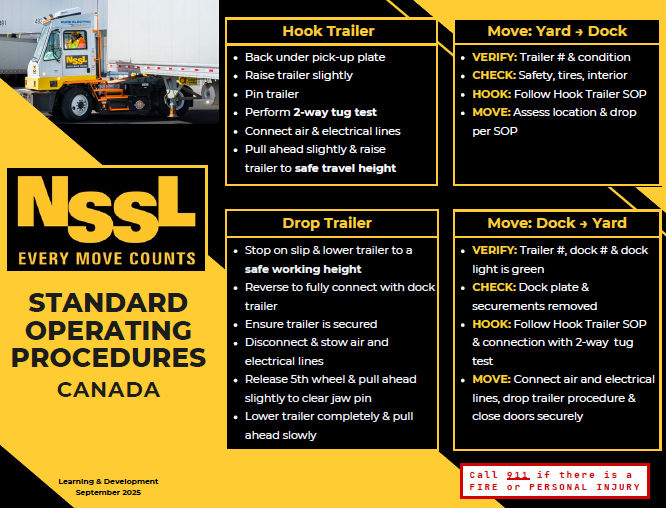 NSSL
EVERY MOVE COUNTS
STANDARD
OPERATING
PROCEDURES
CANADA
Learning & Development
September 2025
Hook Trailer
• Back under pick-up plate
• Raise trailer slightly
• Pin trailer
• Perform 2-way tug test
• Connect air & electrical lines
• Pull ahead slightly & raise
trailer to safe travel height
Drop Trailer
• Stop on slip & lower trailer to a
safe working height
• Reverse to fully connect with dock
trailer
• Ensure trailer is secured
• Disconnect & stow air and
electrical lines
• Release 5th wheel & pull ahead
slightly to clear jaw pin
• Lower trailer completely & pull
ahead slowly
Move: Yard → Dock
• VERIFY: Trailer # & condition
• CHECK: Safety, tires, interior
• HOOK: Follow Hook Trailer SOP
• MOVE: Assess location & drop
per SOP
Move: Dock → Yard
• VERIFY: Trailer #, dock # & dock
light is green
• CHECK: Dock plate &
securements removed
• HOOK: Follow Hook Trailer SOP
& connection with 2-way tug
test
• MOVE: Connect air and electrical
lines, drop trailer procedure &
close doors securely
Call 911 if there is a
FIRE or PERSONAL INJURY